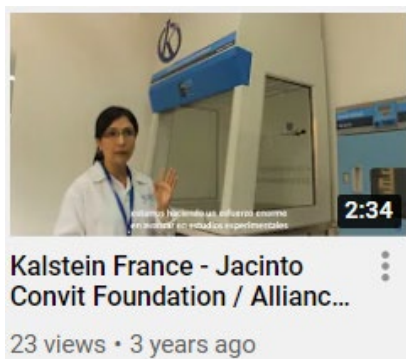 estamos haciendo un esfuerzo enorme
en avanzar en estudios experimentales
2:34
Kalstein France - Jacinto
Convit Foundation / Allianc...
23 views • 3 years ago